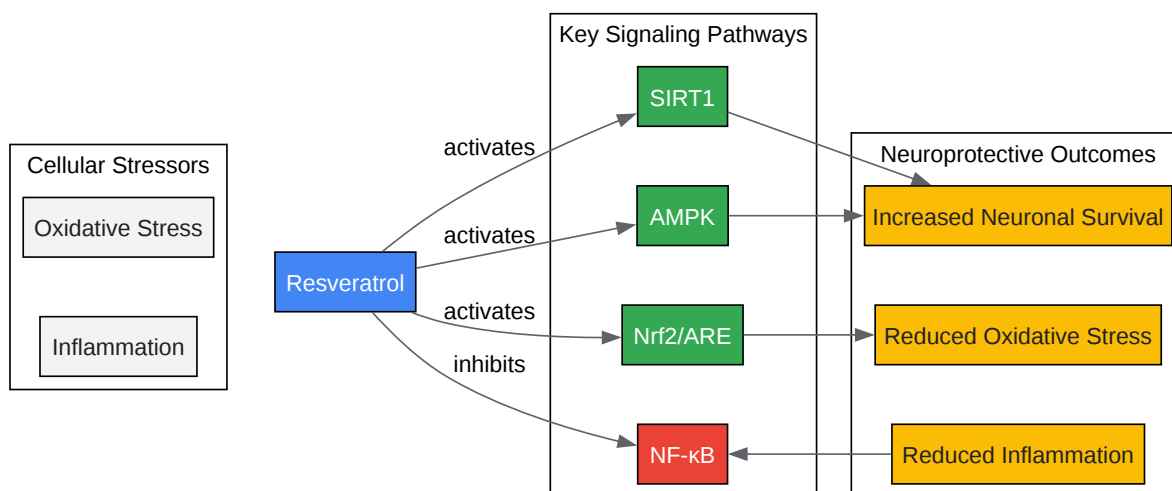 Cellular Stressors
Oxidative Stress
Inflammation
Resveratrol
activates
activates
activates
inhibits
Key Signaling Pathways
SIRT1
AMPK
Nrf2/ARE
NF-κB
Neuroprotective Outcomes
Increased Neuronal Survival
Reduced Oxidative Stress
Reduced Inflammation